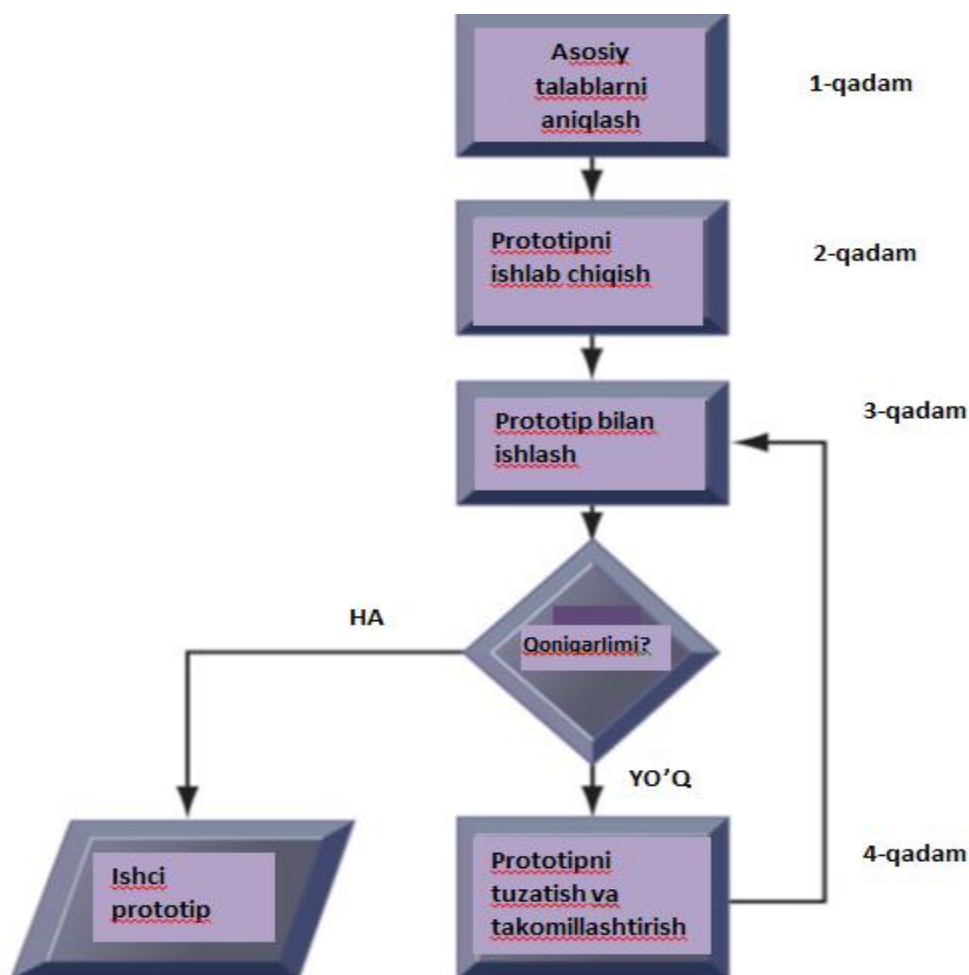 Asosiy
talablarni
aniqlash
1-qadam
Prototipni
ishlab chiqish
2-qadam
Prototip bilan
ishlash
3-qadam
HA
Qoniqarlimi?
YO’Q
Ishci
prototip
Prototipni
tuzatish va
takomillashtirish
4-qadam